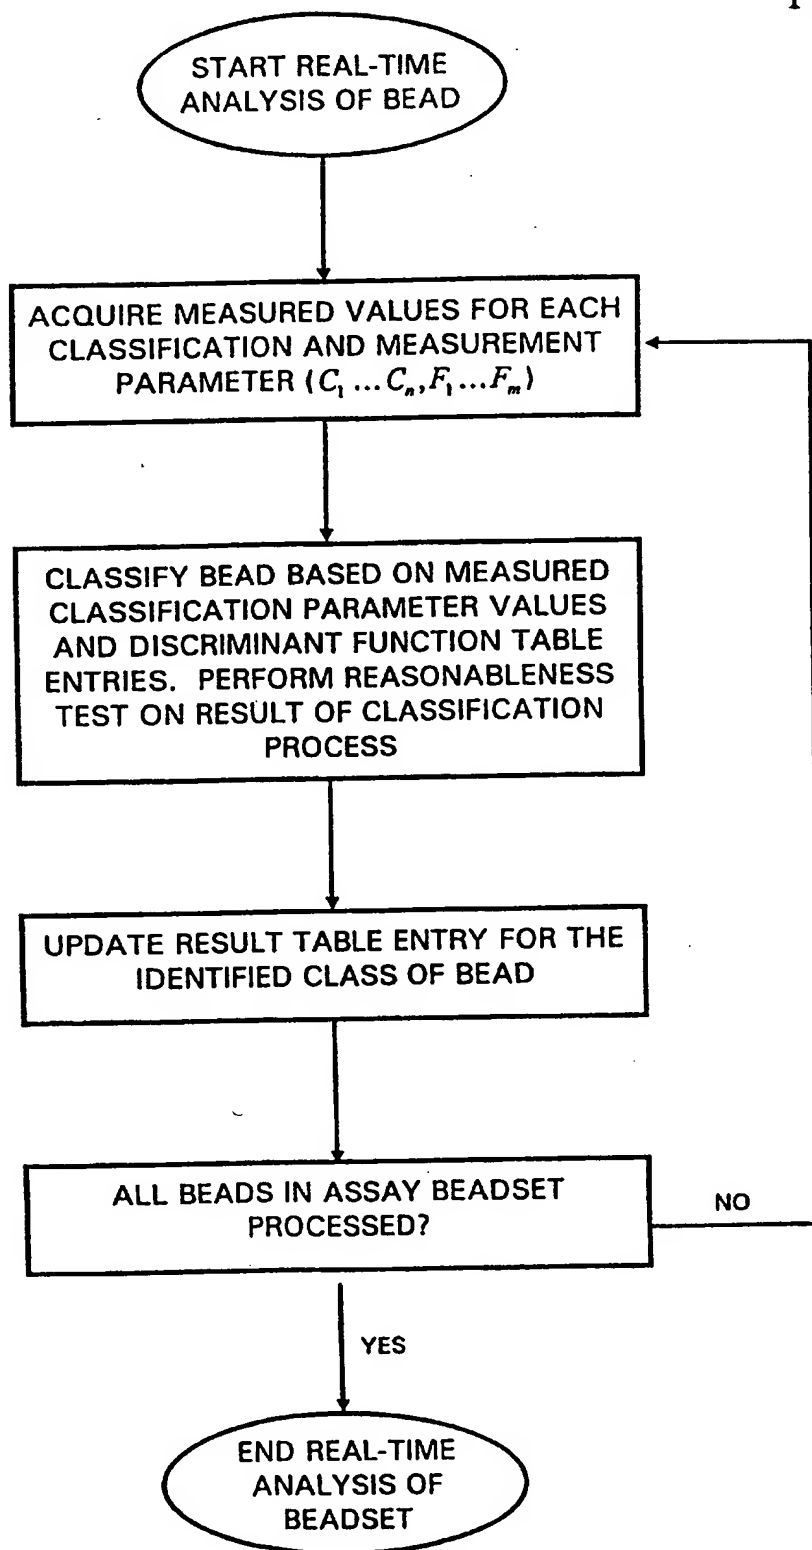 START REAL-TIME
ANALYSIS OF BEAD
ACQUIRE MEASURED VALUES FOR EACH
CLASSIFICATION AND MEASUREMENT
PARAMETER (C₁ ... Cₙ, F₁ ... Fₘ)
CLASSIFY BEAD BASED ON MEASURED
CLASSIFICATION PARAMETER VALUES
AND DISCRIMINANT FUNCTION TABLE
ENTRIES. PERFORM REASONABLENESS
TEST ON RESULT OF CLASSIFICATION
PROCESS
UPDATE RESULT TABLE ENTRY FOR THE
IDENTIFIED CLASS OF BEAD
ALL BEADS IN ASSAY BEADSET
PROCESSED?
NO
YES
END REAL-TIME
ANALYSIS OF
BEADSET